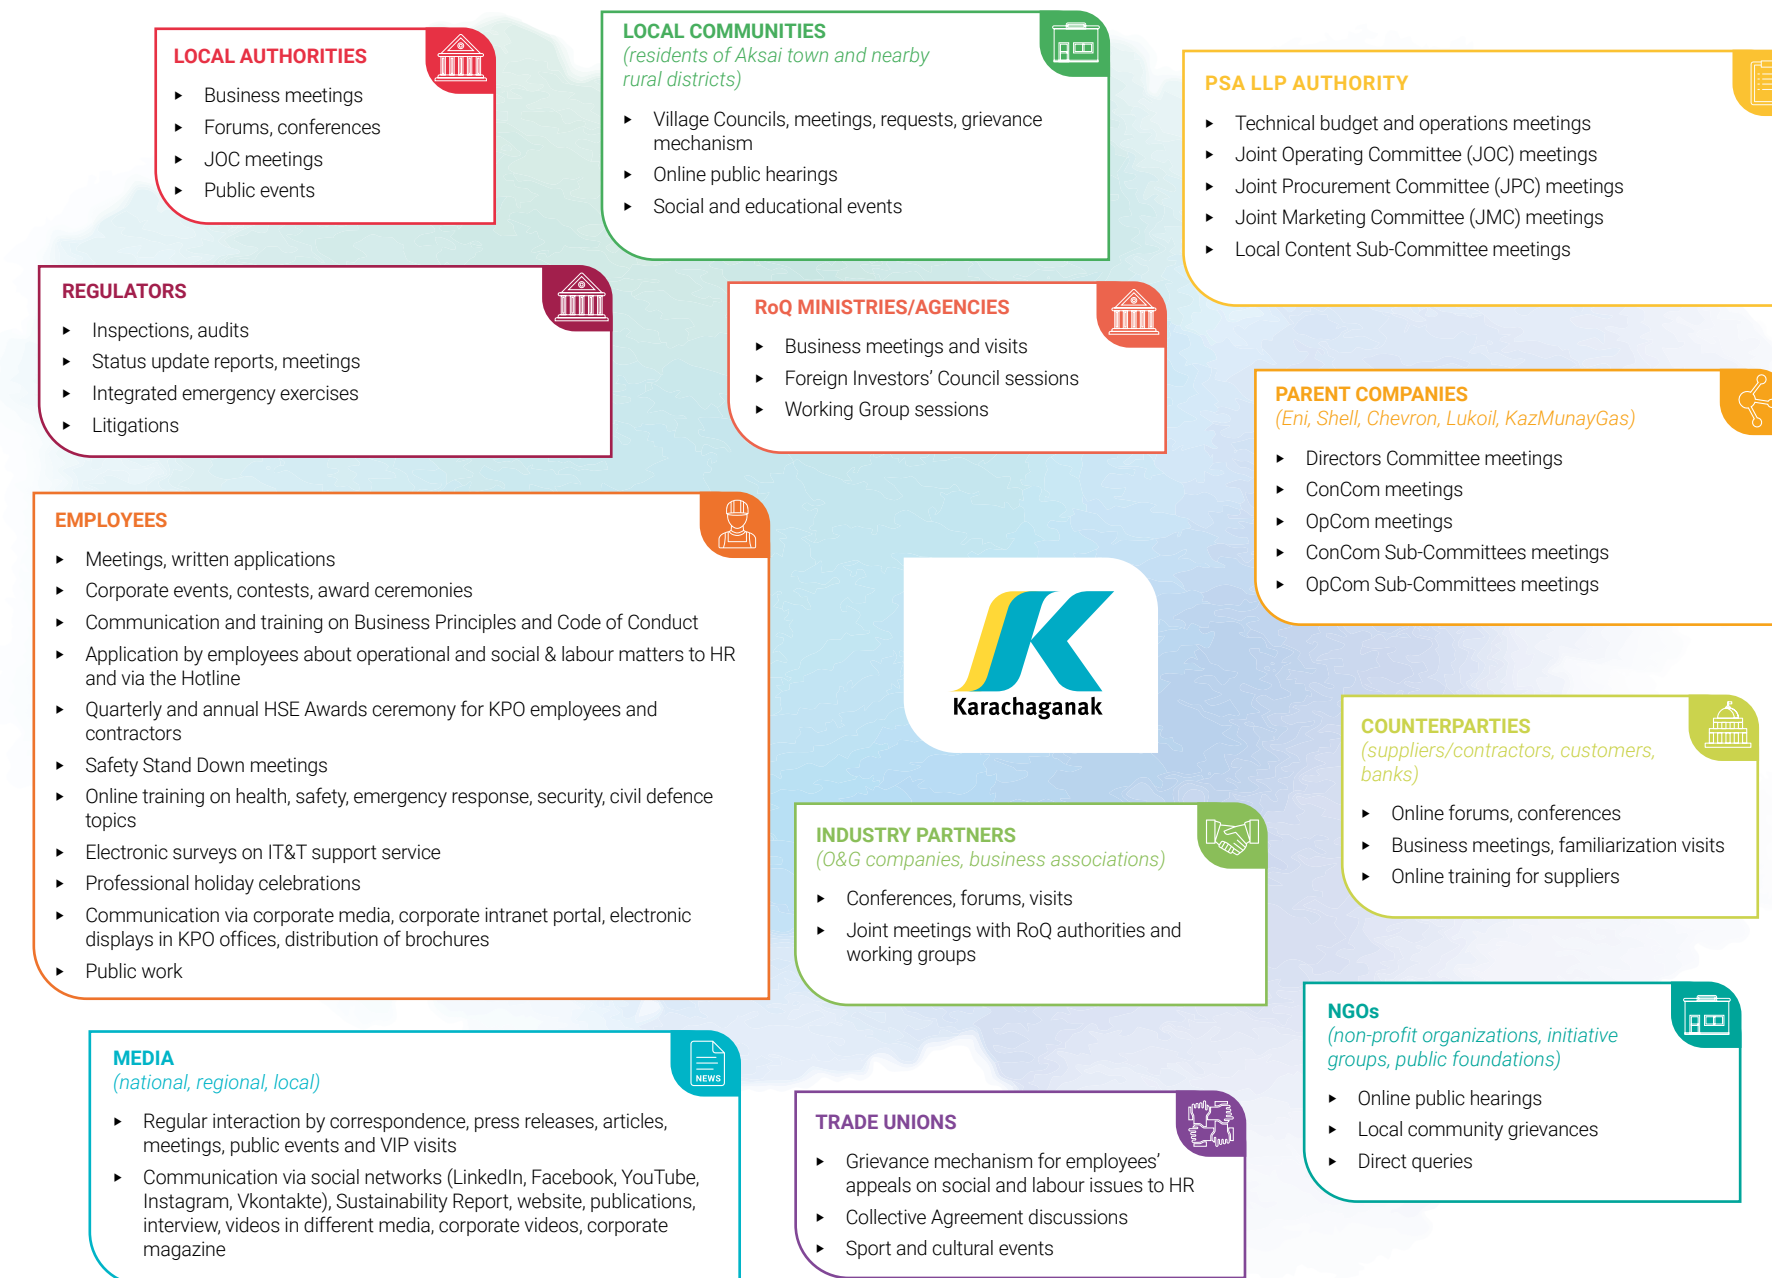 LOCAL AUTHORITIES
▸ Business meetings
▸ Forums, conferences
▸ JOC meetings
▸ Public events
LOCAL COMMUNITIES
(residents of Aksai town and nearby
rural districts)
▸ Village Councils, meetings, requests, grievance
mechanism
▸ Online public hearings
▸ Social and educational events
PSA LLP AUTHORITY
▸ Technical budget and operations meetings
▸ Joint Operating Committee (JOC) meetings
▸ Joint Procurement Committee (JPC) meetings
▸ Joint Marketing Committee (JMC) meetings
▸ Local Content Sub-Committee meetings
REGULATORS
▸ Inspections, audits
▸ Status update reports, meetings
▸ Integrated emergency exercises
▸ Litigations
RoQ MINISTRIES/AGENCIES
▸ Business meetings and visits
▸ Foreign Investors' Council sessions
▸ Working Group sessions
PARENT COMPANIES
(Eni, Shell, Chevron, Lukoil, KazMunayGas)
▸ Directors Committee meetings
▸ ConCom meetings
▸ OpCom meetings
▸ ConCom Sub-Committees meetings
▸ OpCom Sub-Committees meetings
EMPLOYEES
▸ Meetings, written applications
▸ Corporate events, contests, award ceremonies
▸ Communication and training on Business Principles and Code of Conduct
▸ Application by employees about operational and social & labour matters to HR
and via the Hotline
▸ Quarterly and annual HSE Awards ceremony for KPO employees and
contractors
▸ Safety Stand Down meetings
▸ Online training on health, safety, emergency response, security, civil defence
topics
▸ Electronic surveys on IT&T support service
▸ Professional holiday celebrations
▸ Communication via corporate media, corporate intranet portal, electronic
displays in KPO offices, distribution of brochures
▸ Public work
Karachaganak
COUNTERPARTIES
(suppliers/contractors, customers,
banks)
▸ Online forums, conferences
▸ Business meetings, familiarization visits
▸ Online training for suppliers
INDUSTRY PARTNERS
(O&G companies, business associations)
▸ Conferences, forums, visits
▸ Joint meetings with RoQ authorities and
working groups
NGOs
(non-profit organizations, initiative
groups, public foundations)
▸ Online public hearings
▸ Local community grievances
▸ Direct queries
MEDIA
(national, regional, local)
NEWS
▸ Regular interaction by correspondence, press releases, articles,
meetings, public events and VIP visits
▸ Communication via social networks (LinkedIn, Facebook, YouTube,
Instagram, Vkontakte), Sustainability Report, website, publications,
interview, videos in different media, corporate videos, corporate
magazine
TRADE UNIONS
▸ Grievance mechanism for employees'
appeals on social and labour issues to HR
▸ Collective Agreement discussions
▸ Sport and cultural events